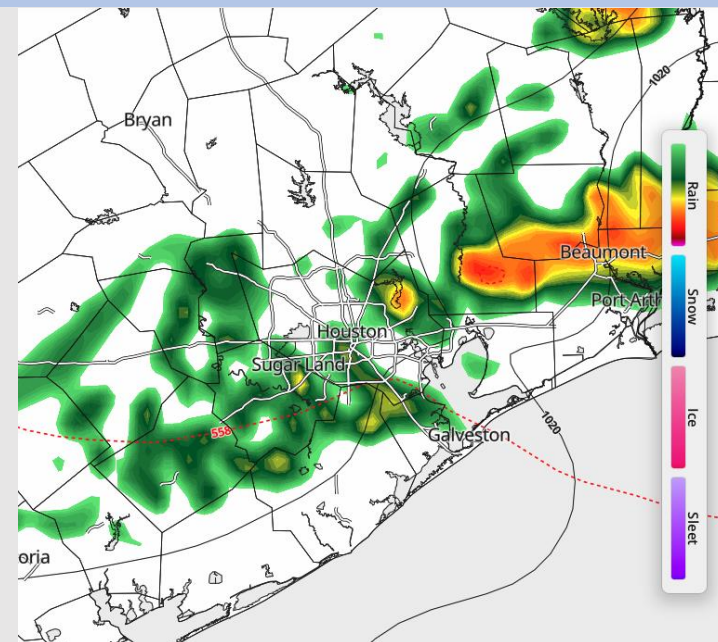 1020
Bryan
Rain
Beaumont
Port Arth
Snow
Houston
Sugar Land
Ice
1020
558
Galveston
Sleet
oria